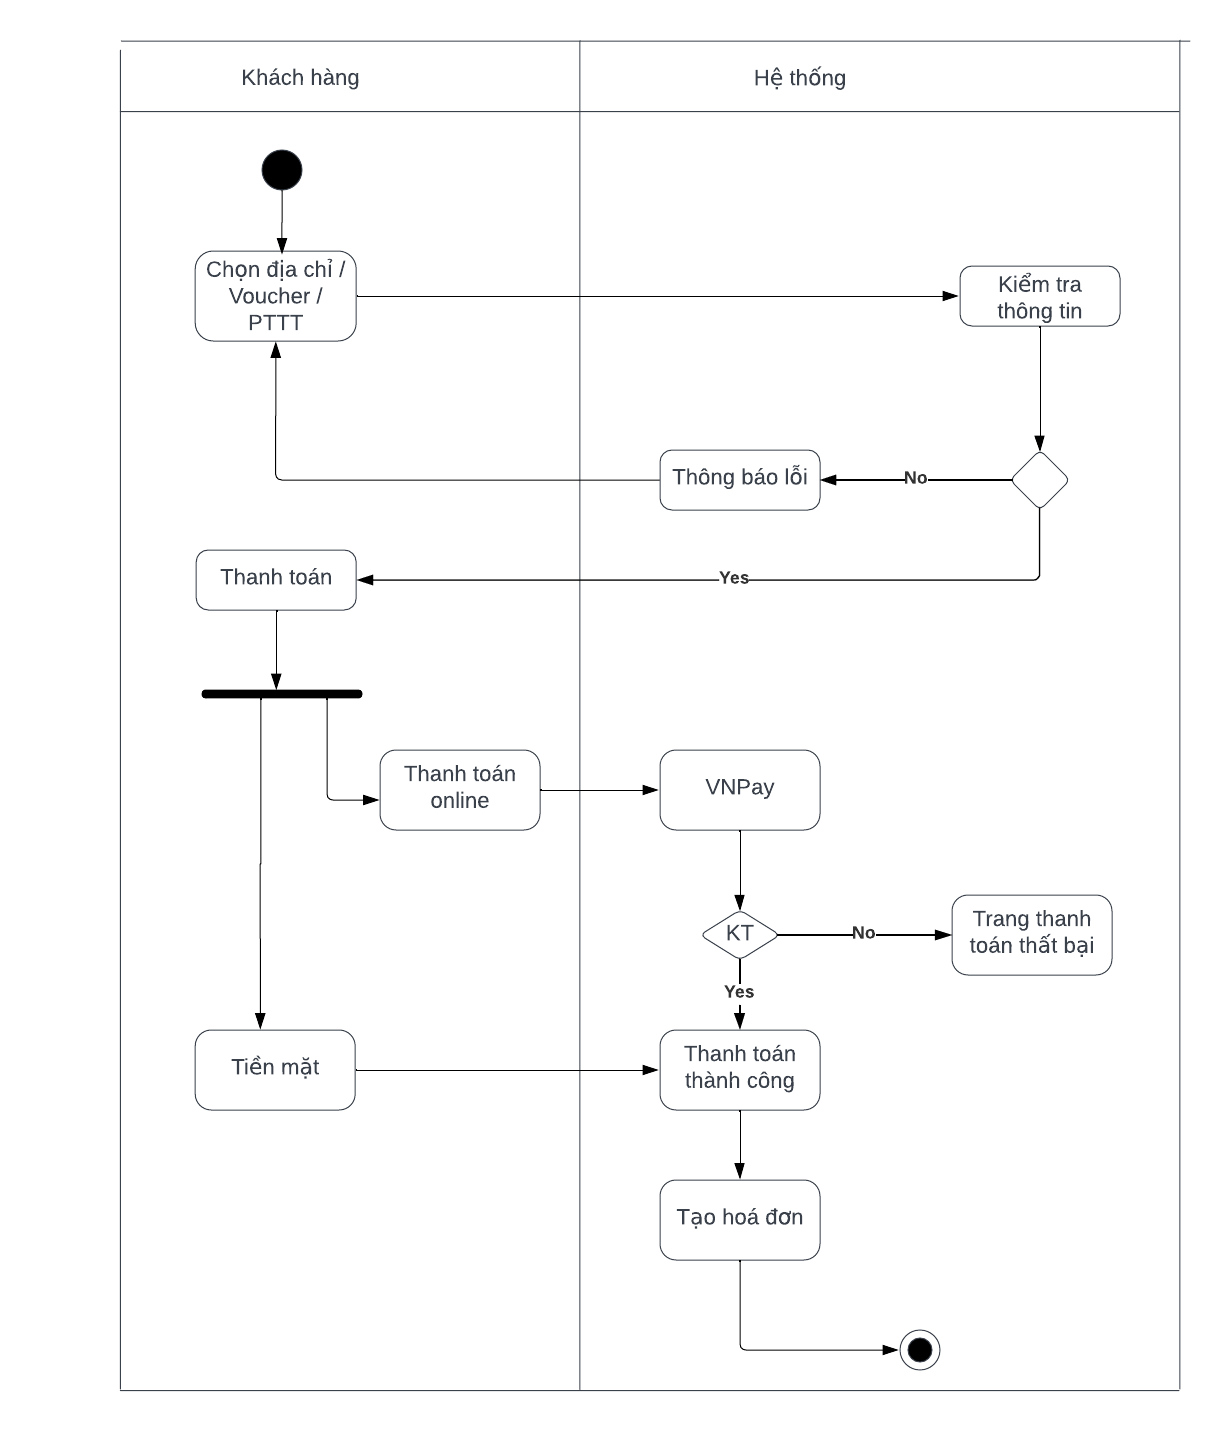 Khách hàng
Hệ thống
Chọn địa chỉ /
Voucher /
PTTT
Kiểm tra
thông tin
Thông báo lỗi
No
Thanh toán
Yes
Thanh toán
online
VNPay
KT
No
Trang thanh
toán thất bại
Yes
Tiền mặt
Thanh toán
thành công
Tạo hoá đơn